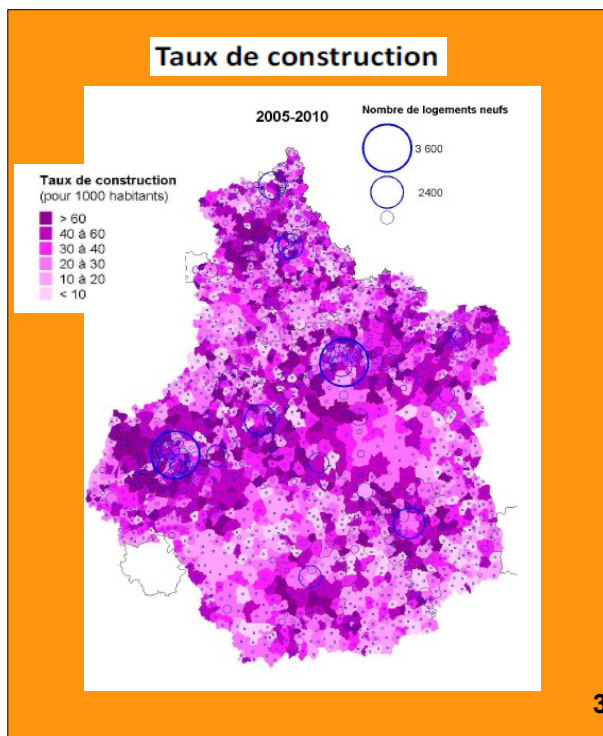 Taux de construction
2005-2010
Nombre de logements neufs
3 600
2400
Taux de construction
(pour 1000 habitants)
> 60
40 à 60
30 à 40
20 à 30
10 à 20
< 10
3